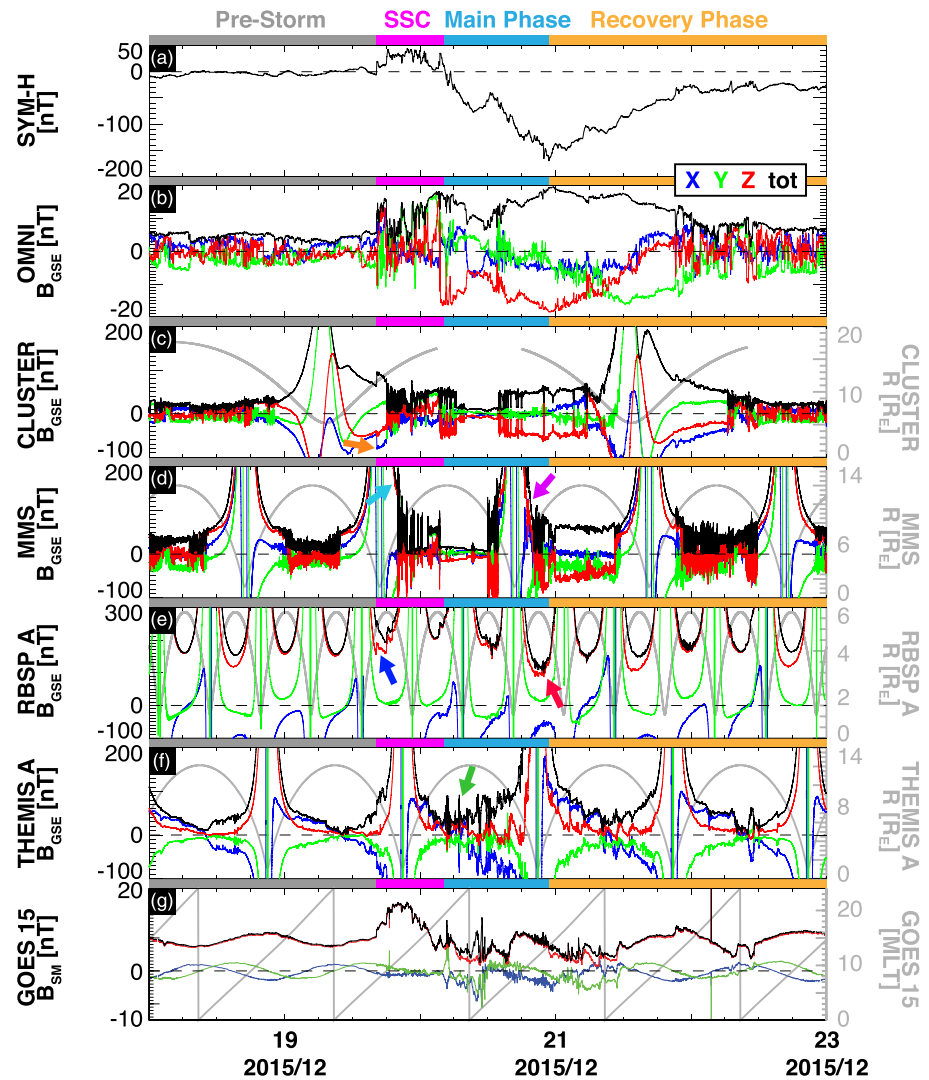 Pre-Storm SSC Main Phase Recovery Phase
(a)
SYM-H
[nT]
50
0
-100
-200
X Y Z tot
(b)
OMNI
B_GSE [nT]
20
0
-20
(c)
CLUSTER
B_GSE [nT]
200
0
-100
20
10
0
CLUSTER
R [R_E]
(d)
MMS
B_GSE [nT]
200
0
-100
14
6
0
MMS
R [R_E]
(e)
RBSP A
B_GSE [nT]
300
0
-100
6
4
2
0
RBSP A
R [R_E]
(f)
THEMIS A
B_GSE [nT]
200
0
-100
14
8
0
THEMIS A
R [R_E]
(g)
GOES 15
B_SM [nT]
20
0
-10
20
10
0
GOES 15
[MLT]
19 21 23
2015/12 2015/12 2015/12